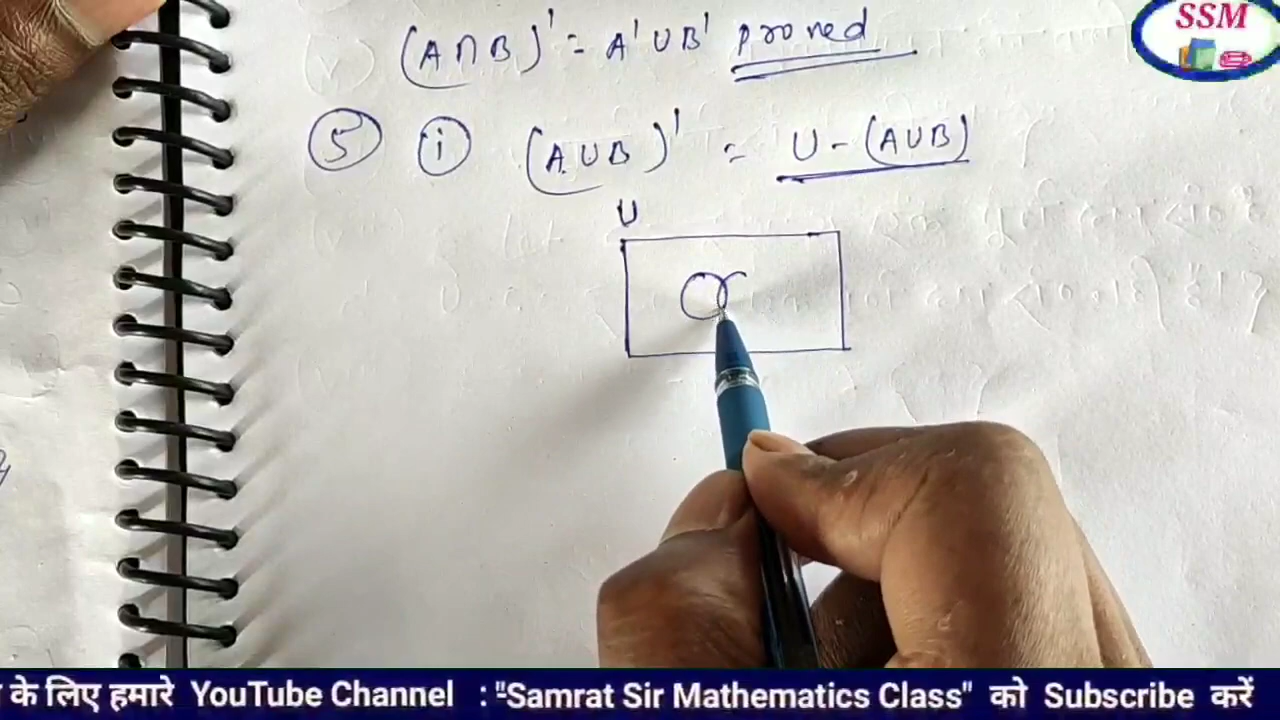 SSM
(A∩B)' = A'∪B' proved
5 i (A∪B)' = U-(A∪B)
U
के लिए हमारे YouTube Channel : "Samrat Sir Mathematics Class" को Subscribe करें